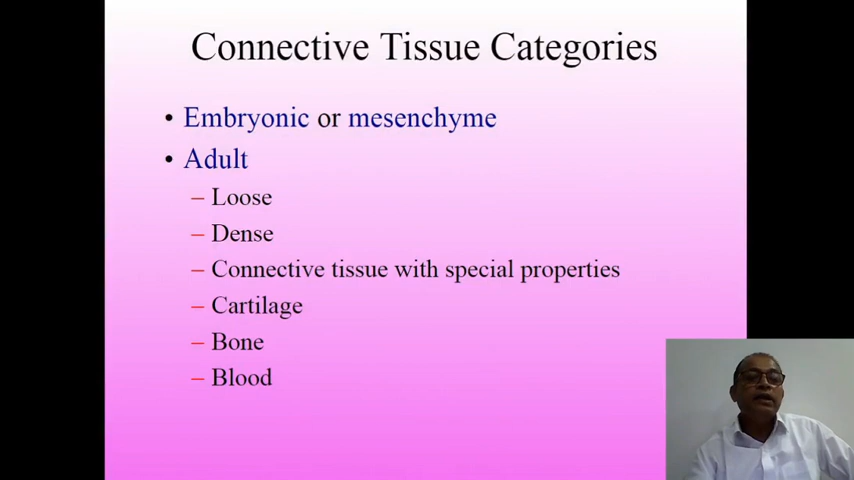 Connective Tissue Categories
• Embryonic or mesenchyme
• Adult
– Loose
– Dense
– Connective tissue with special properties
– Cartilage
– Bone
– Blood